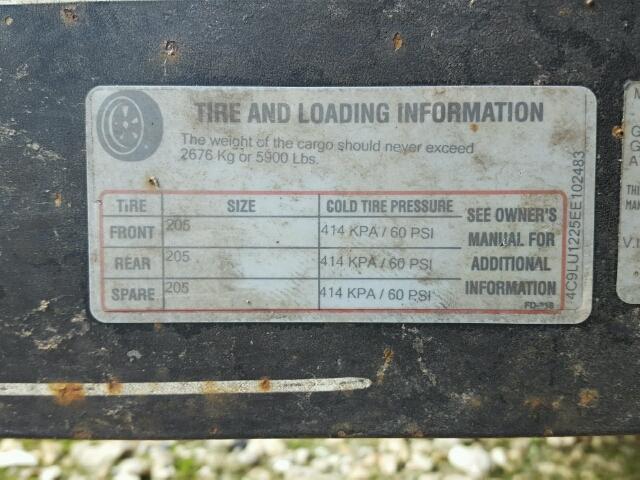 TIRE AND LOADING INFORMATION
The weight of the cargo should never exceed
2676 Kg or 5900 Lbs.
TIRE SIZE COLD TIRE PRESSURE
FRONT 205 414 KPA / 60 PSI
REAR 205 414 KPA / 60 PSI
SPARE 205 414 KPA / 60 PSI
SEE OWNER'S
MANUAL FOR
ADDITIONAL
INFORMATION
4C9LU1225EE102483
M
G
A
THE
MAN